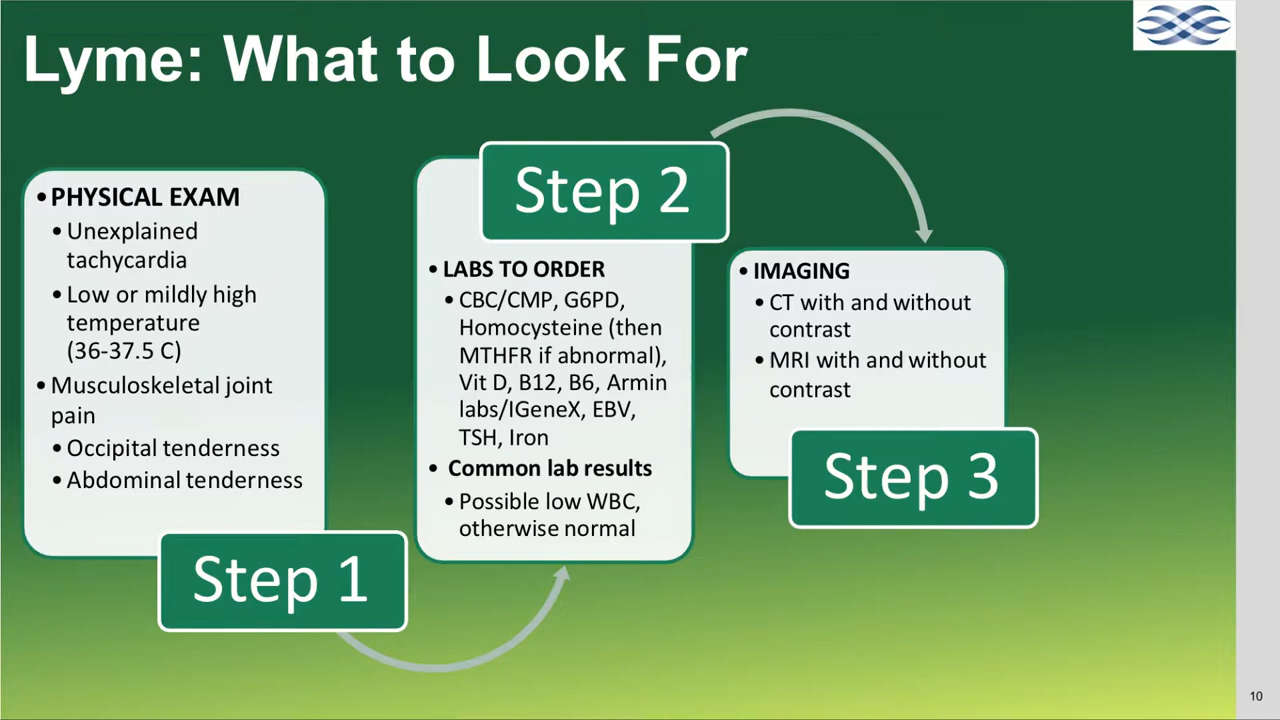 Lyme: What to Look For
•PHYSICAL EXAM
•Unexplained
tachycardia
•Low or mildly high
temperature
(36-37.5 C)
•Musculoskeletal joint
pain
•Occipital tenderness
•Abdominal tenderness
Step 1
Step 2
•LABS TO ORDER
•CBC/CMP, G6PD,
Homocysteine (then
MTHFR if abnormal),
Vit D, B12, B6, Armin
labs/IGeneX, EBV,
TSH, Iron
• Common lab results
•Possible low WBC,
otherwise normal
•IMAGING
•CT with and without
contrast
•MRI with and without
contrast
Step 3
10